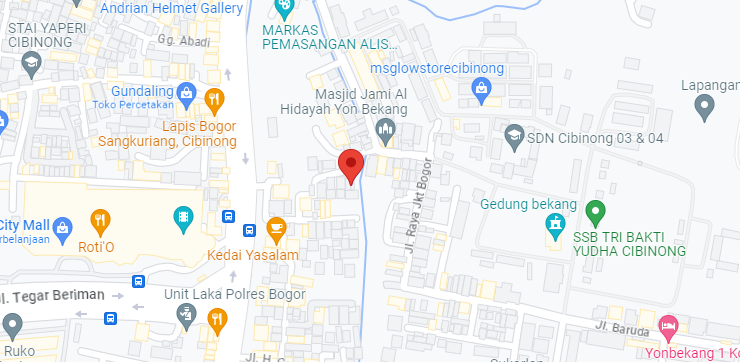 Andrian Helmet Gallery
MARKAS
PEMASANGAN ALIS...
STAI YAPERI
CIBINONG
Gg. Abadi
msglowstorecibinong
Gundaling
Toko Percetakan
Masjid Jami Al
Hidayah Yon Bekang
Lapangan
Lapis Bogor
Sangkuriang, Cibinong
SDN Cibinong 03 & 04
Jl. Raya Jkt Bogor
Gedung bekang
City Mall
erbelanjaan
Roti'O
Kedai Yasalam
SSB TRI BAKTI
YUDHA CIBINONG
Jl. Tegar Beriman
Unit Laka Polres Bogor
Ruko
Jl. H
Jl. Baruda
Yonbekang 1 Ko